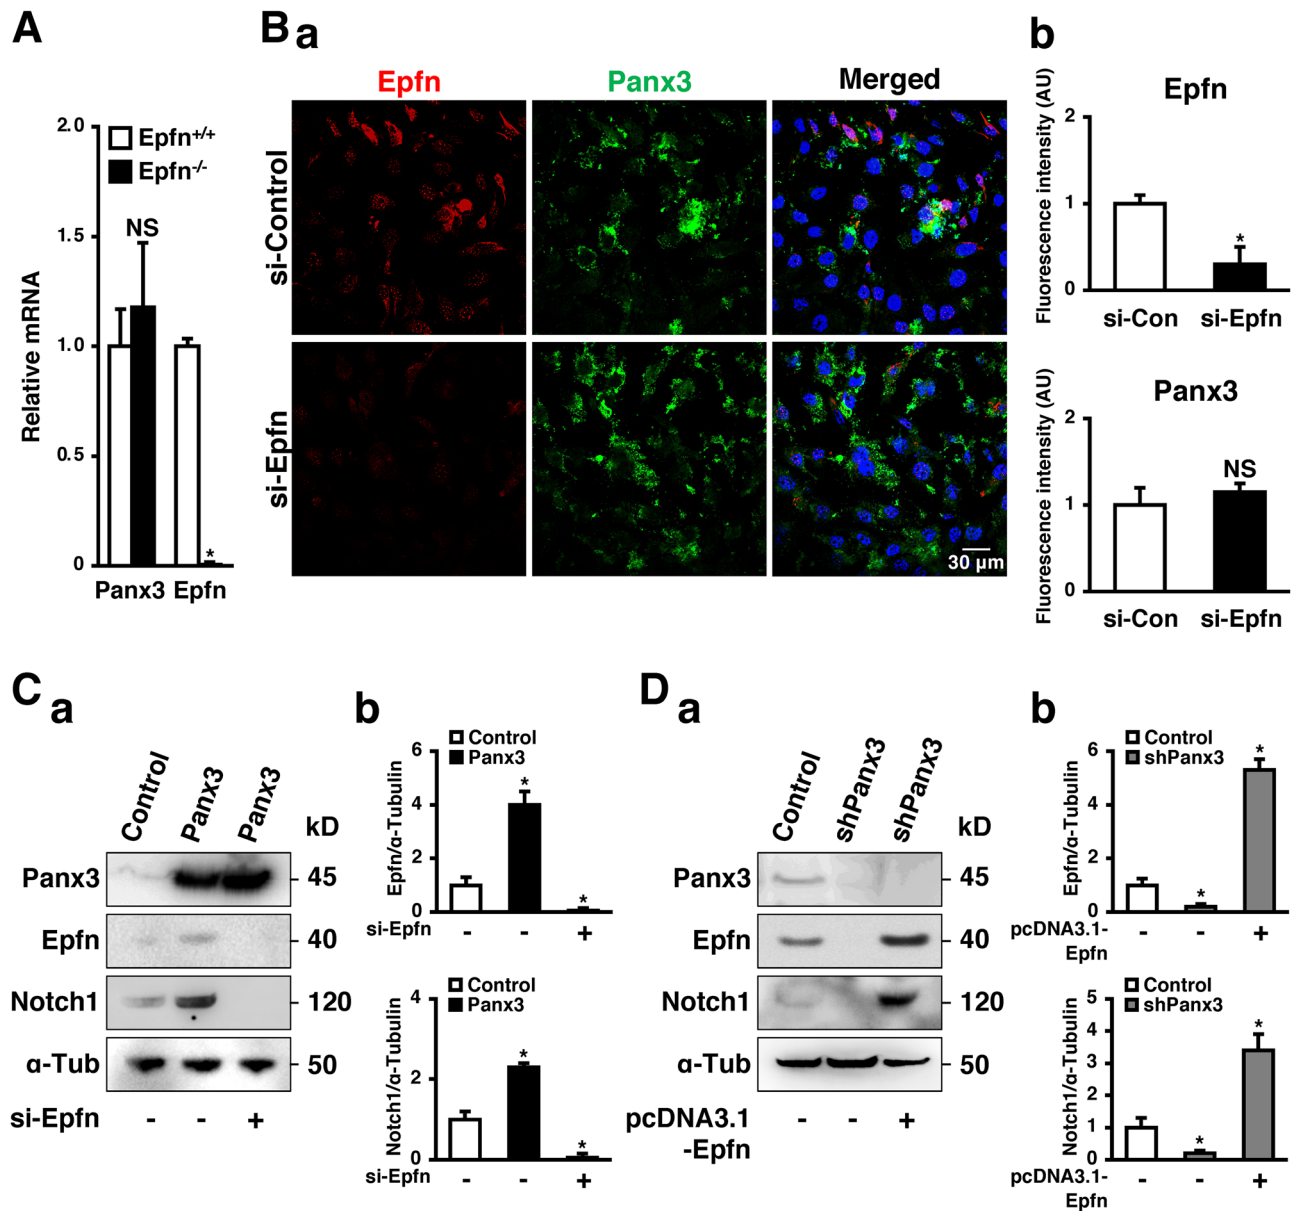 A
Relative mRNA
2.0
1.5
1.0
0.5
0
Epfn+/+
Epfn-/-
NS
*
Panx3 Epfn
B a
Epfn Panx3 Merged
si-Control
si-Epfn
30 µm
b
Epfn
Fluorescence intensity (AU)
2
1
0
*
si-Con si-Epfn
Panx3
Fluorescence intensity (AU)
2
1
0
NS
si-Con si-Epfn
C a
Control Panx3 Panx3
kD
Panx3 45
Epfn 40
Notch1 120
α-Tub 50
si-Epfn - - +
b
Control
Panx3
Epfn/α-Tubulin
6
4
2
0
*
*
si-Epfn - - +
Control
Panx3
Notch1/α-Tubulin
4
2
0
*
*
si-Epfn - - +
D a
Control shPanx3 shPanx3
kD
Panx3 45
Epfn 40
Notch1 120
α-Tub 50
pcDNA3.1 - - +
-Epfn
b
Control
shPanx3
Epfn/α-Tubulin
6
4
2
0
*
*
pcDNA3.1- - - +
Epfn
Control
shPanx3
Notch1/α-Tubulin
5
4
3
2
1
0
*
*
pcDNA3.1- - - +
Epfn